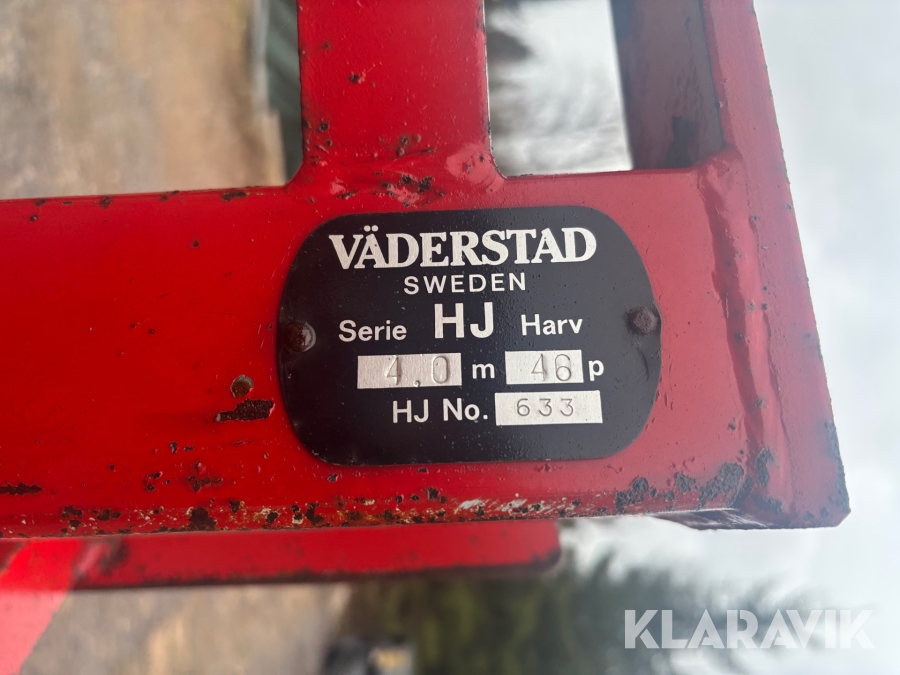 VÄDERSTAD
SWEDEN
Serie HJ Harv
4,0 m 46 p
HJ No. 633
KLARAVIK